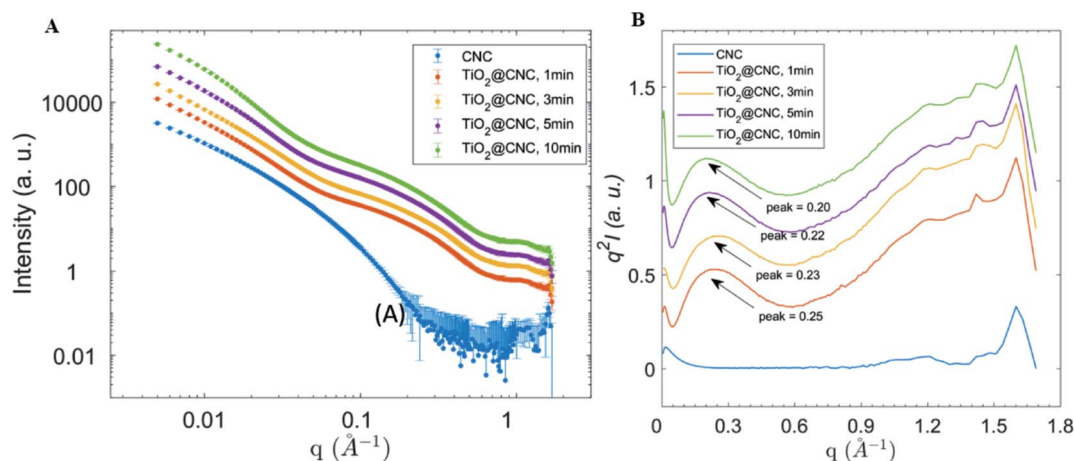 A
Intensity (a. u.)
10000
100
1
0.01
0.01
0.1
1
q (Å⁻¹)
CNC
TiO₂@CNC, 1min
TiO₂@CNC, 3min
TiO₂@CNC, 5min
TiO₂@CNC, 10min
(A)
B
q²I (a. u.)
1.5
1
0.5
0
0
0.3
0.6
0.9
1.2
1.5
1.8
q (Å⁻¹)
CNC
TiO₂@CNC, 1min
TiO₂@CNC, 3min
TiO₂@CNC, 5min
TiO₂@CNC, 10min
peak = 0.20
peak = 0.22
peak = 0.23
peak = 0.25